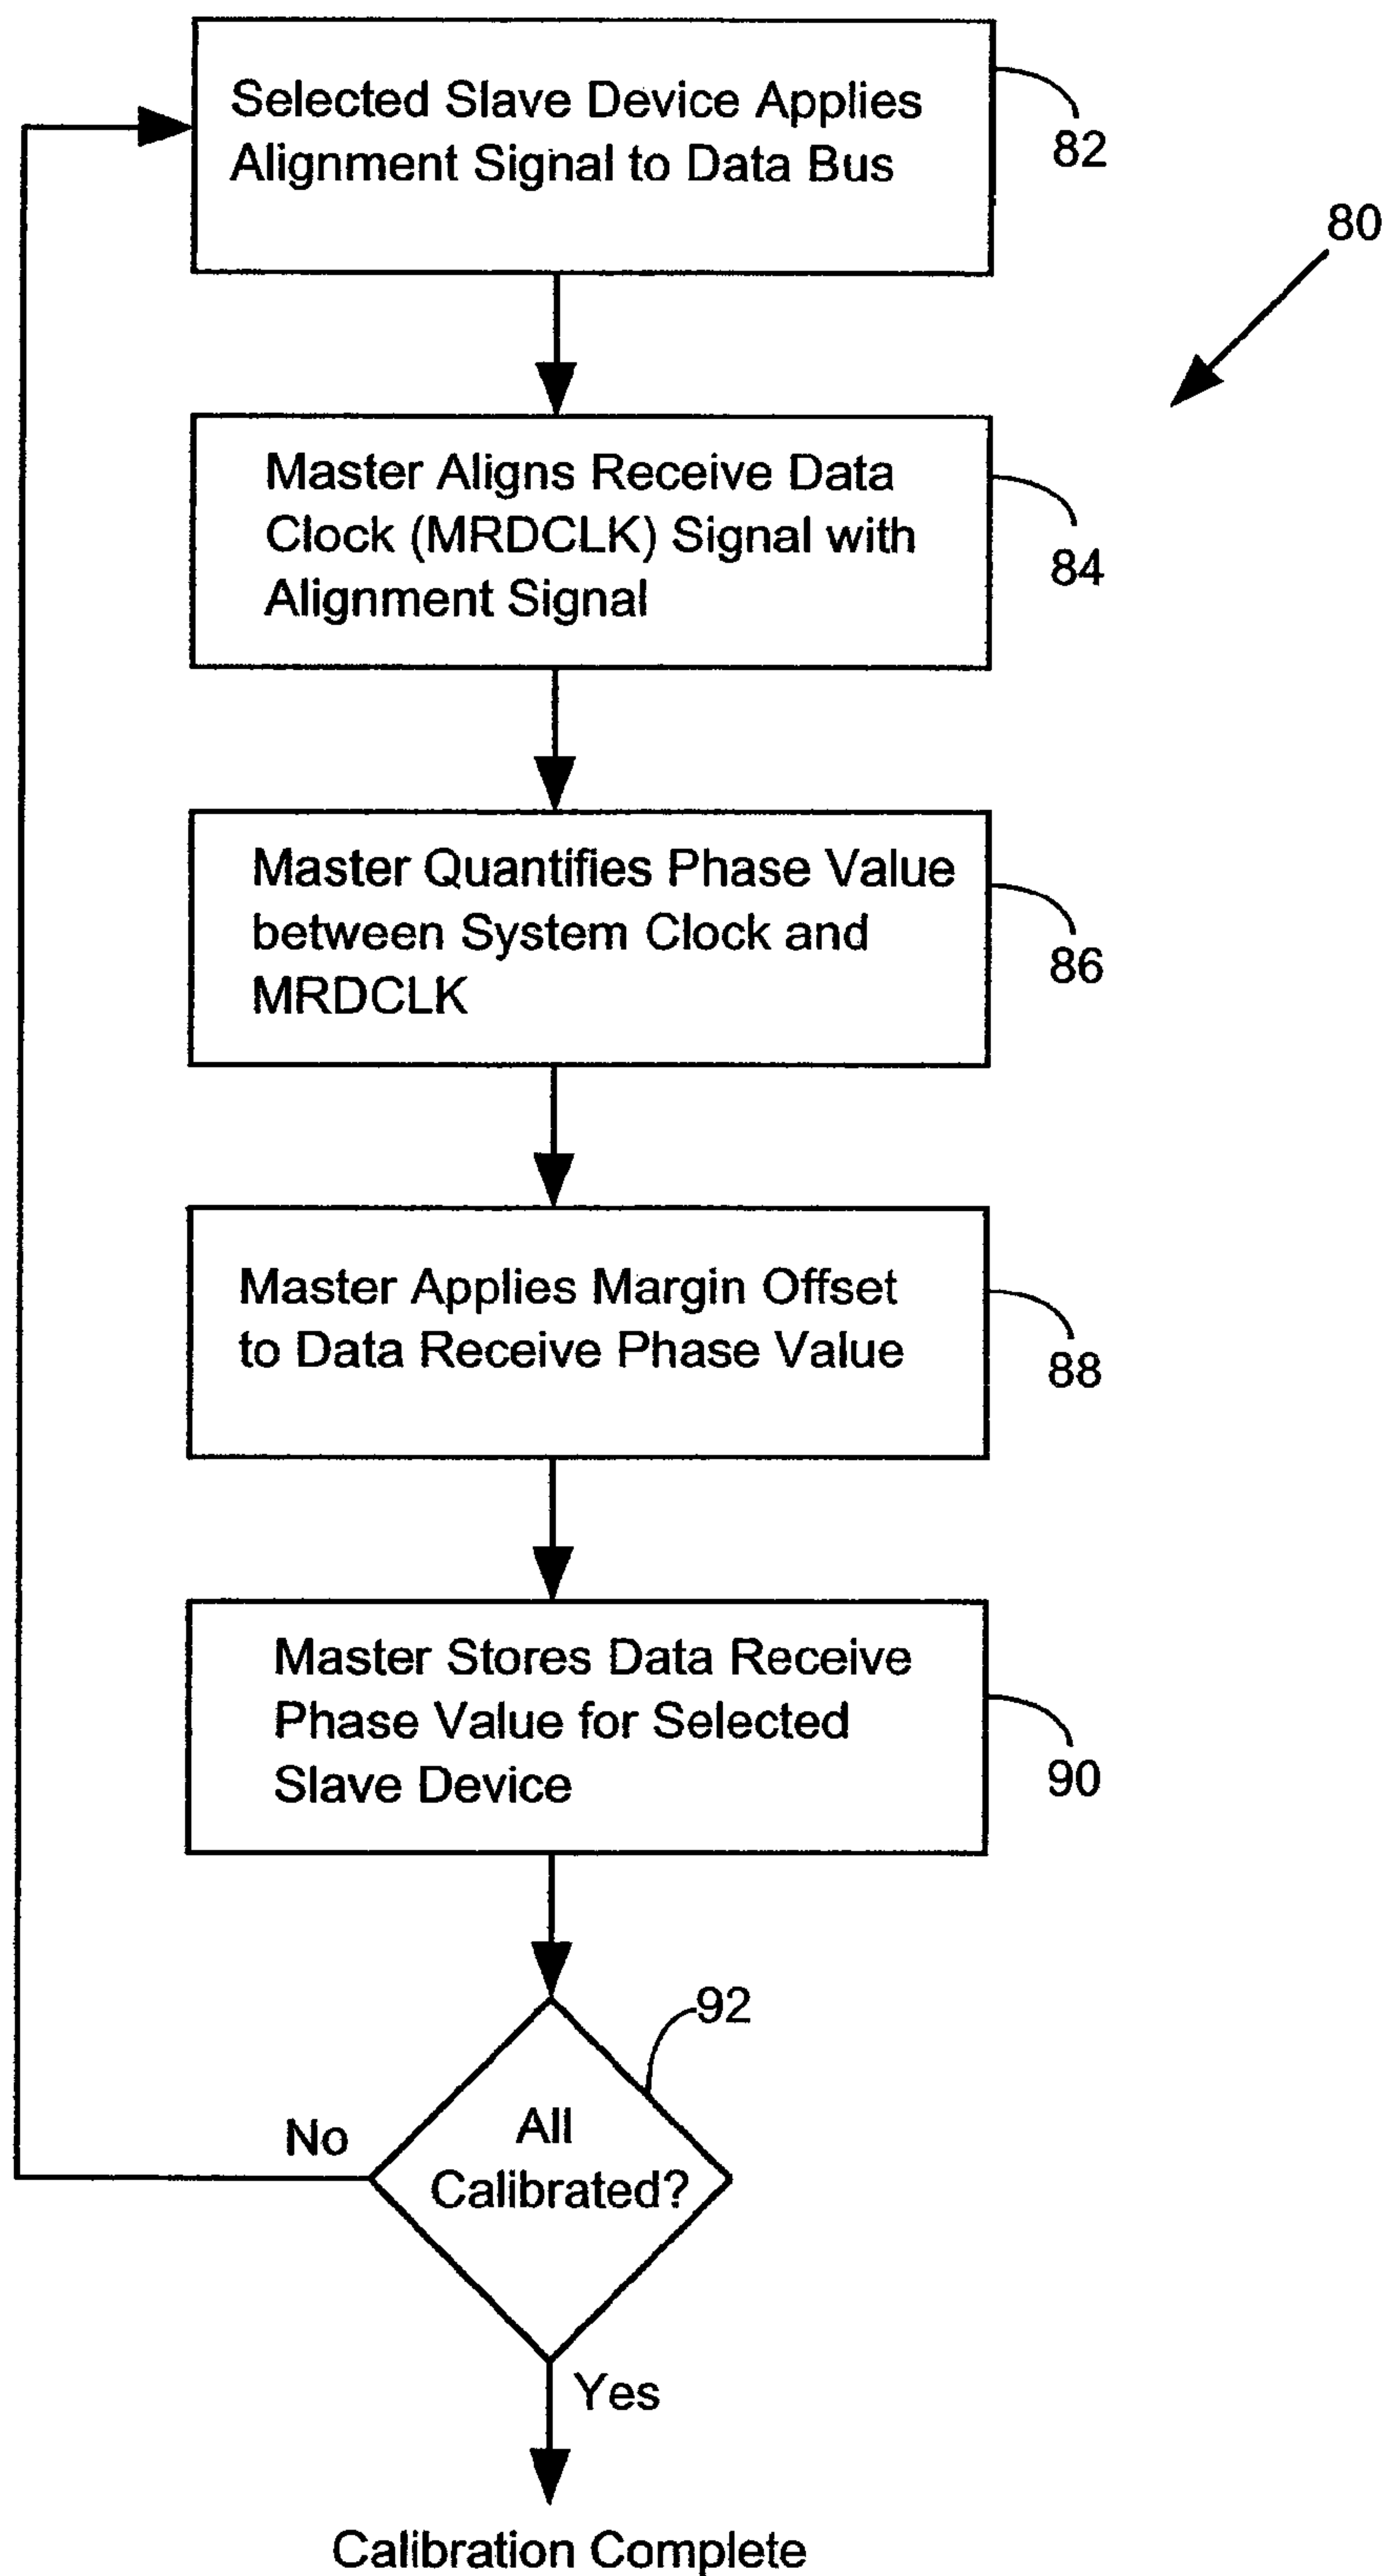 Selected Slave Device Applies
Alignment Signal to Data Bus
82
80
Master Aligns Receive Data
Clock (MRDCLK) Signal with
Alignment Signal
84
Master Quantifies Phase Value
between System Clock and
MRDCLK
86
Master Applies Margin Offset
to Data Receive Phase Value
88
Master Stores Data Receive
Phase Value for Selected
Slave Device
90
92
All
Calibrated?
No
Yes
Calibration Complete